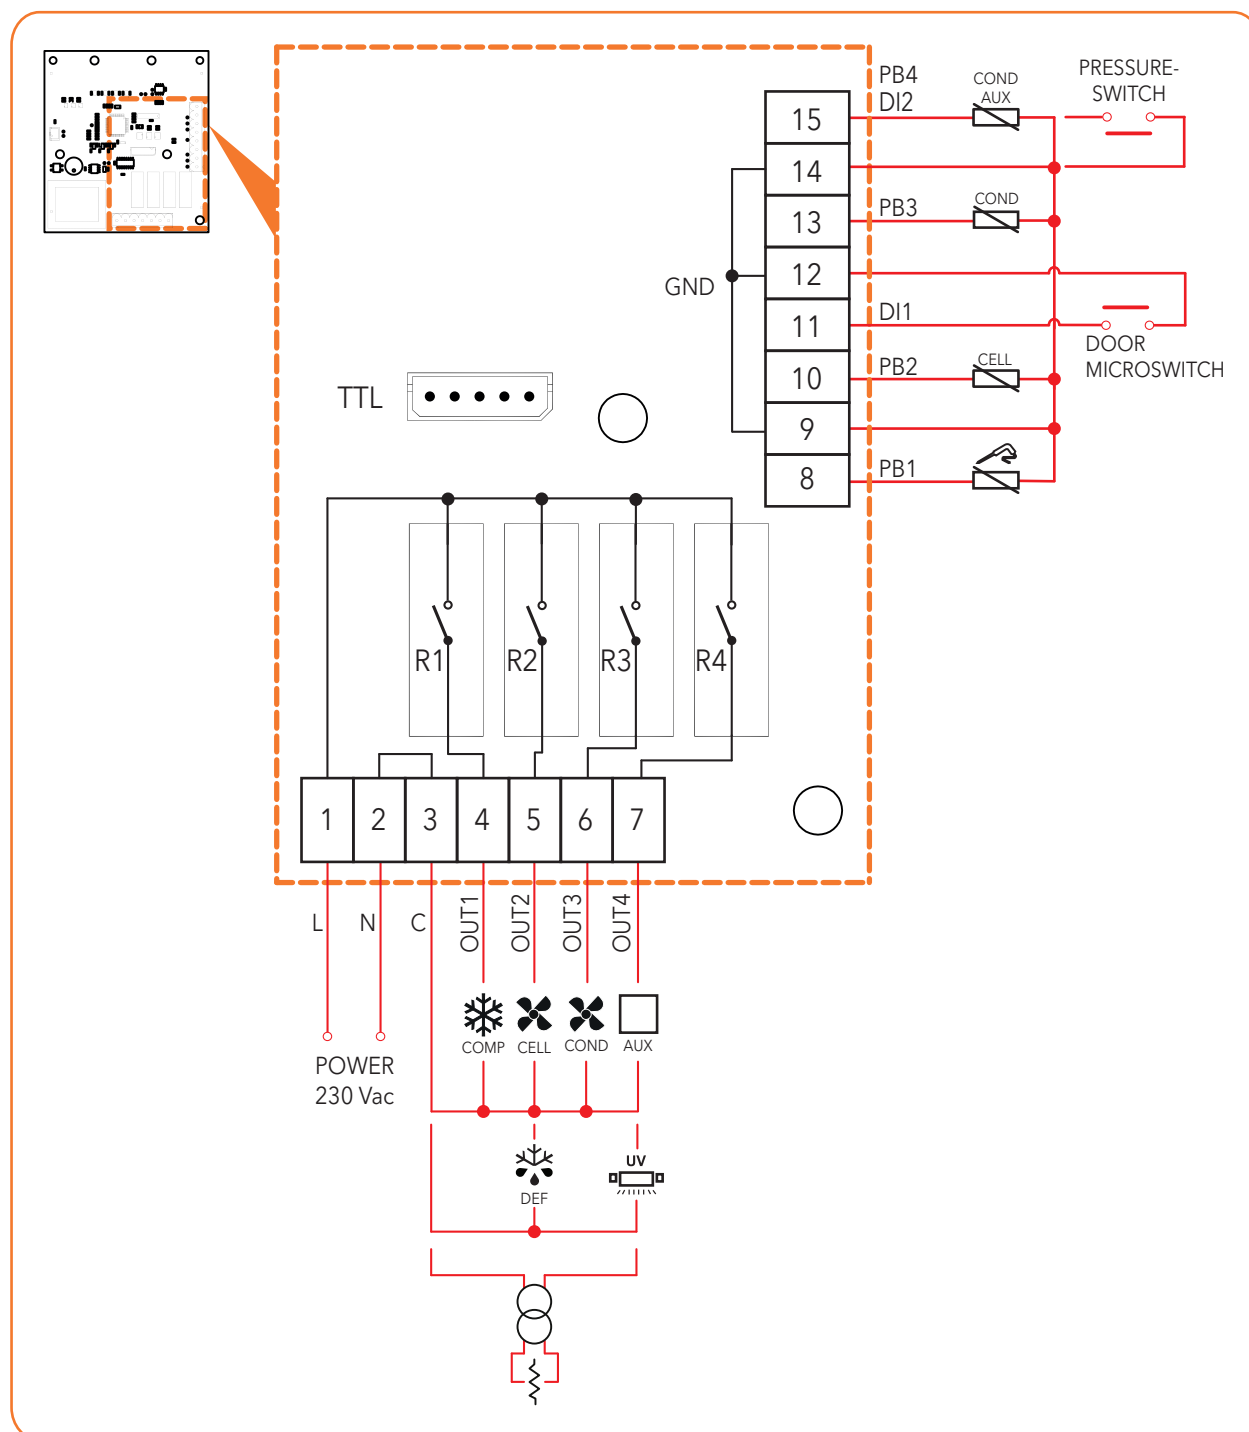 PB4
DI2
COND
AUX
PRESSURE-
SWITCH
15
14
13
PB3
COND
12
GND
11
DI1
DOOR
MICROSWITCH
10
PB2
CELL
TTL
9
8
PB1
R1
R2
R3
R4
1
2
3
4
5
6
7
L
N
C
OUT1
OUT2
OUT3
OUT4
COMP
CELL
COND
AUX
POWER
230 Vac
UV
DEF